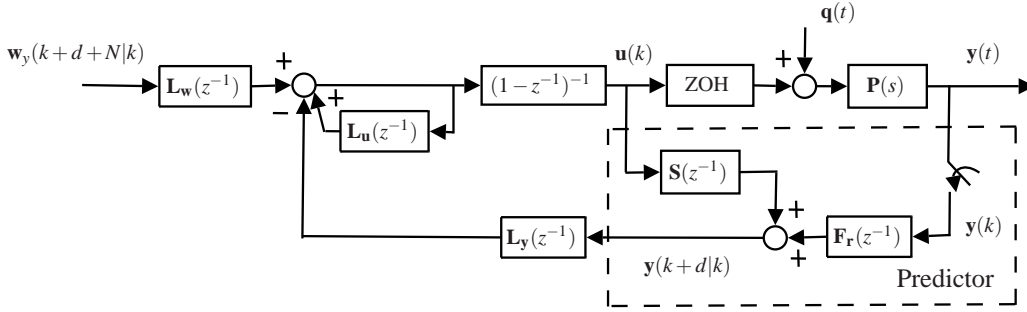 q(t)
w_y(k+d+N|k)
u(k)
y(t)
+
+
L_w(z⁻¹)
(1−z⁻¹)⁻¹
ZOH
P(s)
+
−
L_u(z⁻¹)
S(z⁻¹)
+
y(k)
L_y(z⁻¹)
F_r(z⁻¹)
+
y(k+d|k)
Predictor